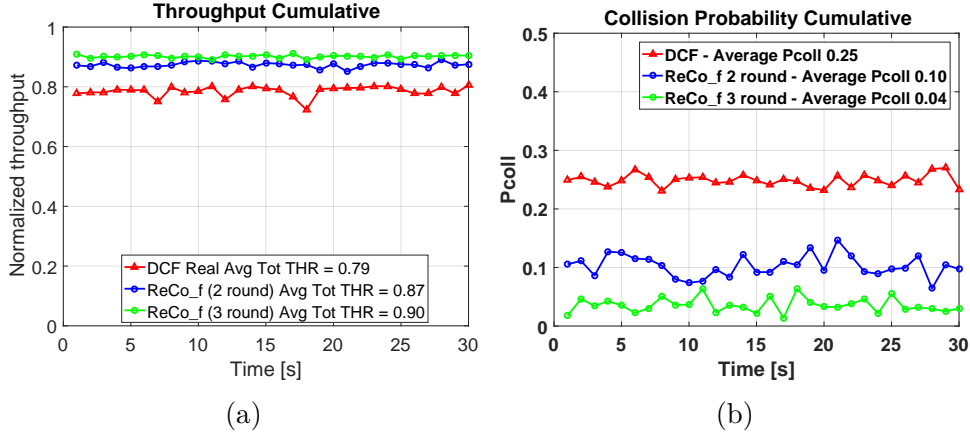 Throughput Cumulative
Normalized throughput
1
0.8
0.6
0.4
0.2
0
DCF Real Avg Tot THR = 0.79
ReCo_f (2 round) Avg Tot THR = 0.87
ReCo_f (3 round) Avg Tot THR = 0.90
0 5 10 15 20 25 30
Time [s]
(a)
Collision Probability Cumulative
Pcoll
0.5
0.4
0.3
0.2
0.1
0
DCF - Average Pcoll 0.25
ReCo_f 2 round - Average Pcoll 0.10
ReCo_f 3 round - Average Pcoll 0.04
0 5 10 15 20 25 30
Time [s]
(b)